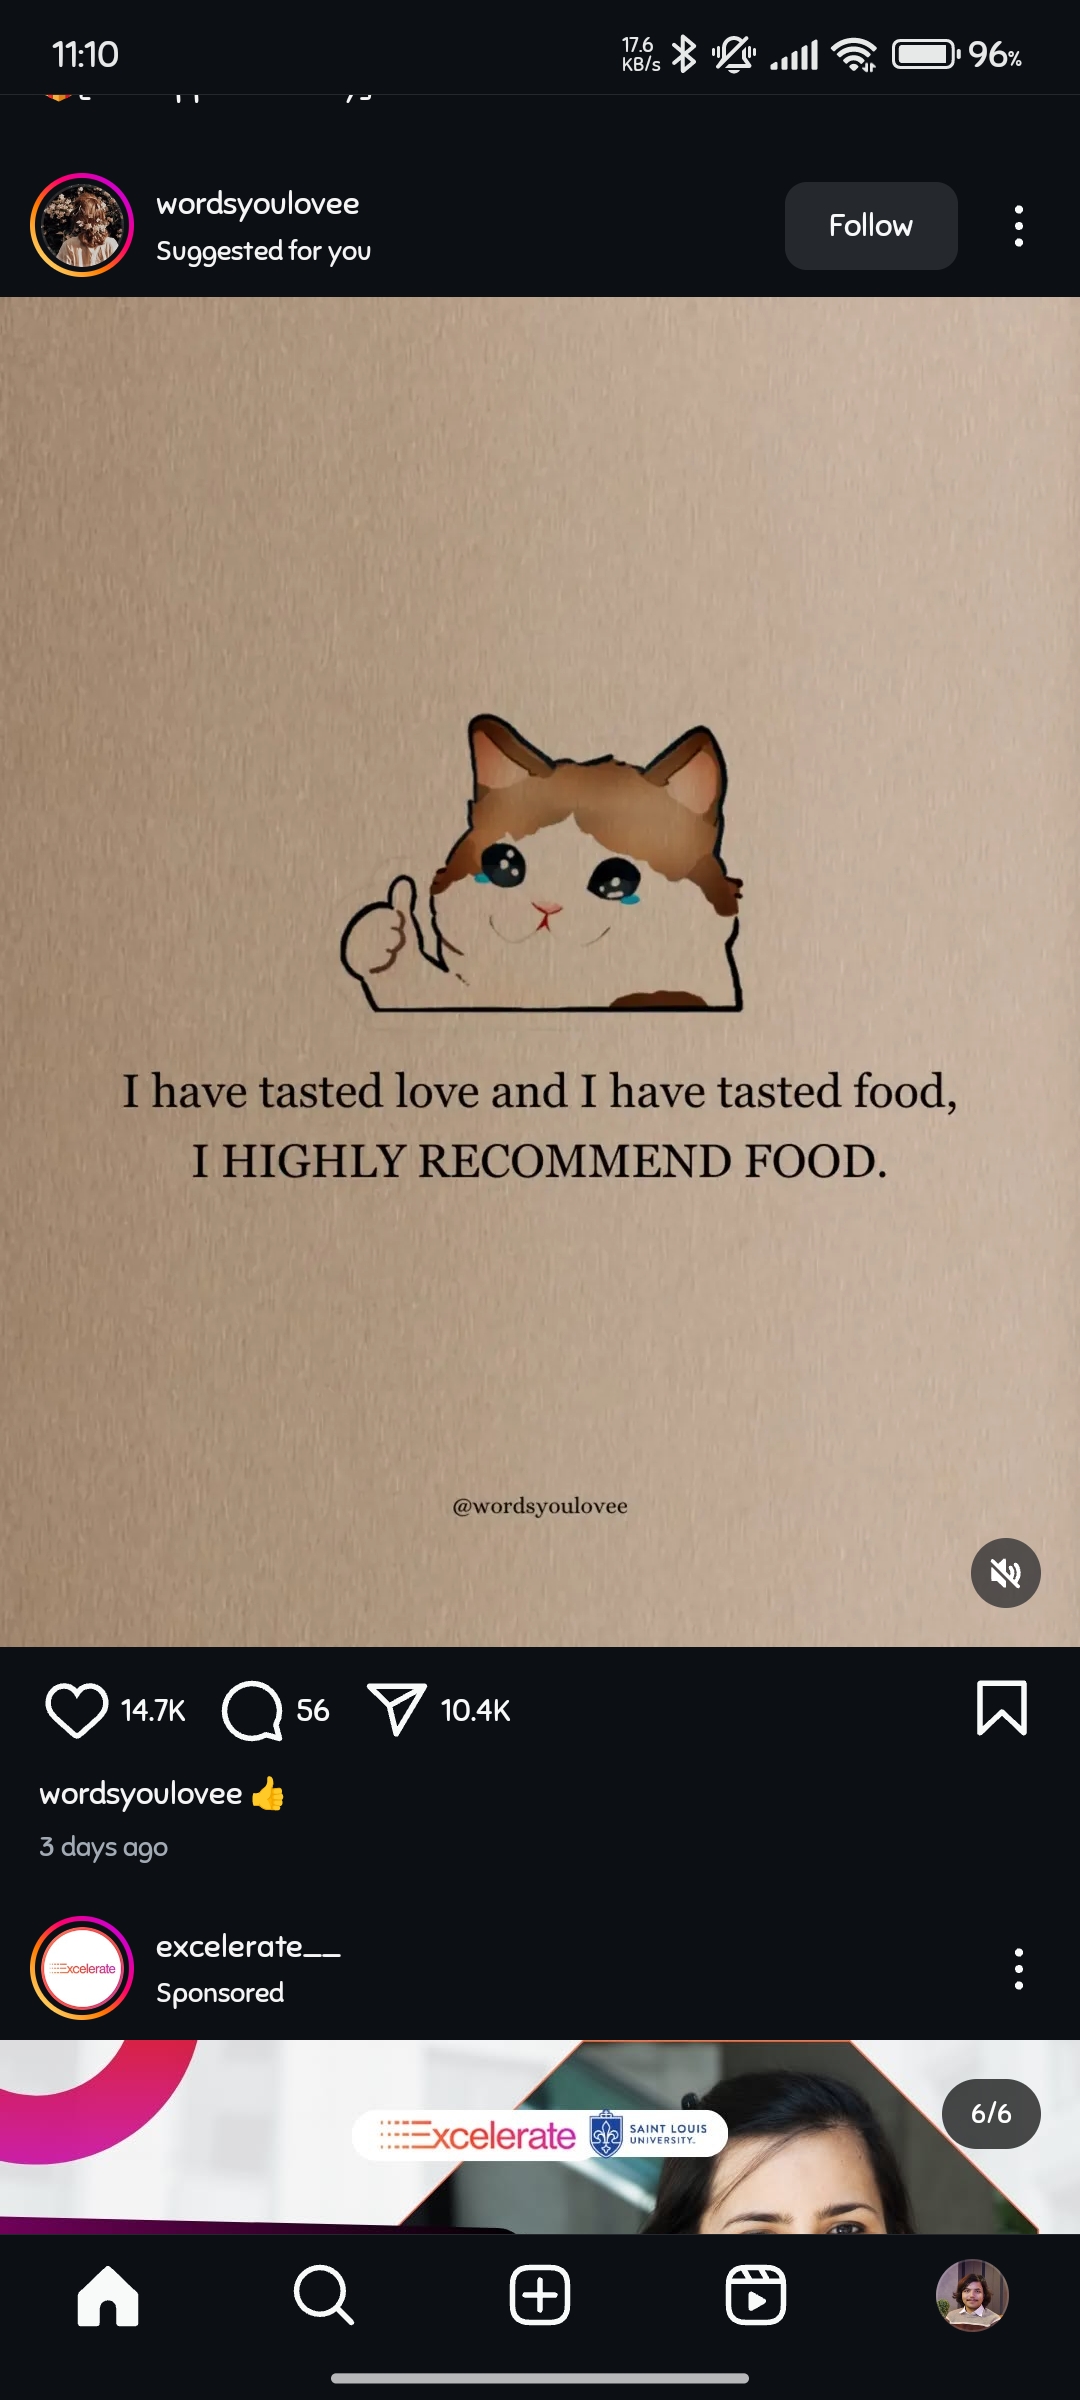 11:10
17.6
KB/s
96%
wordsyoulovee
Suggested for you
Follow
I have tasted love and I have tasted food,
I HIGHLY RECOMMEND FOOD.
@wordsyoulovee
14.7K
56
10.4K
wordsyoulovee 👍
3 days ago
Excelerate
excelerate__
Sponsored
6/6
Excelerate
SAINT LOUIS
UNIVERSITY.